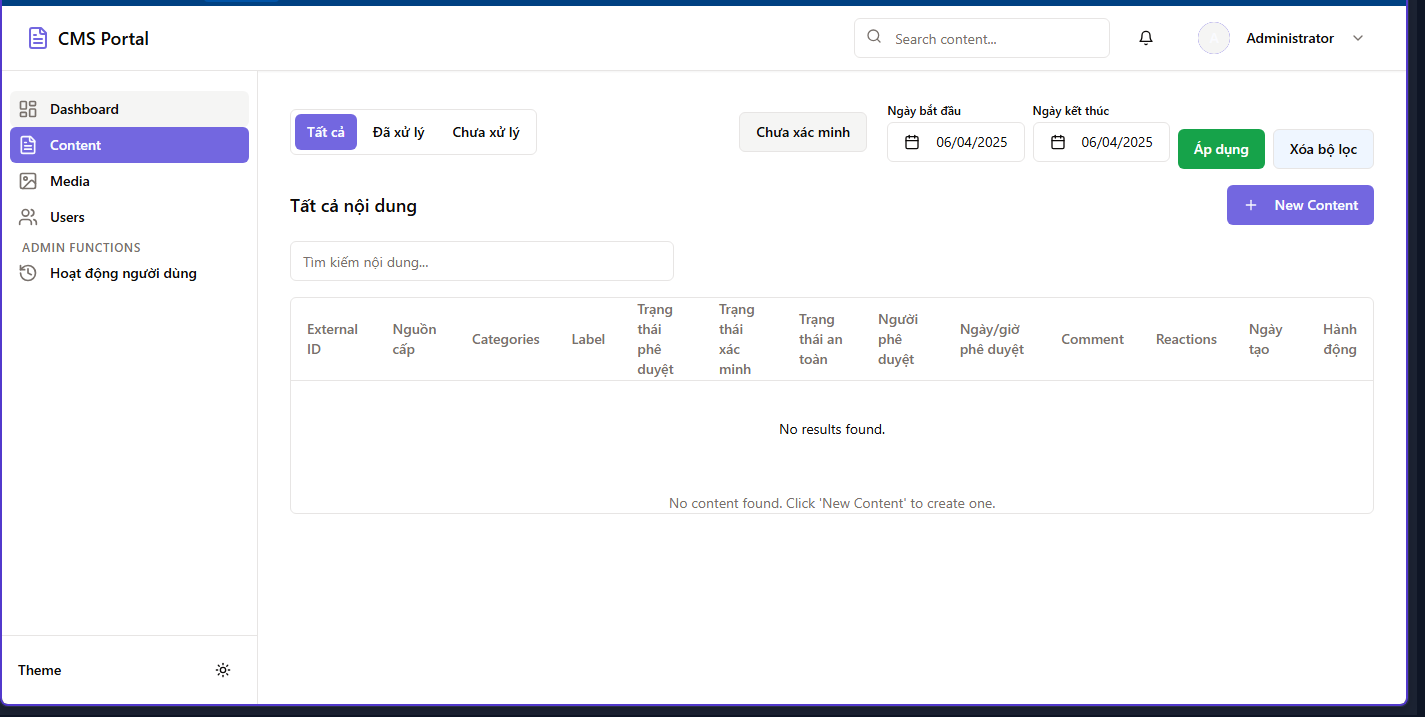 CMS Portal
Search content...
Administrator
Dashboard
Content
Media
Users
ADMIN FUNCTIONS
Hoạt động người dùng
Theme
Tất cả
Đã xử lý
Chưa xử lý
Chưa xác minh
Ngày bắt đầu
06/04/2025
Ngày kết thúc
06/04/2025
Áp dụng
Xóa bộ lọc
Tất cả nội dung
New Content
Tìm kiếm nội dung...
External
ID
Nguồn
cấp
Categories
Label
Trạng
thái
phê
duyệt
Trạng
thái
xác
minh
Trạng
thái an
toàn
Người
phê
duyệt
Ngày/giờ
phê duyệt
Comment
Reactions
Ngày
tạo
Hành
động
No results found.
No content found. Click 'New Content' to create one.